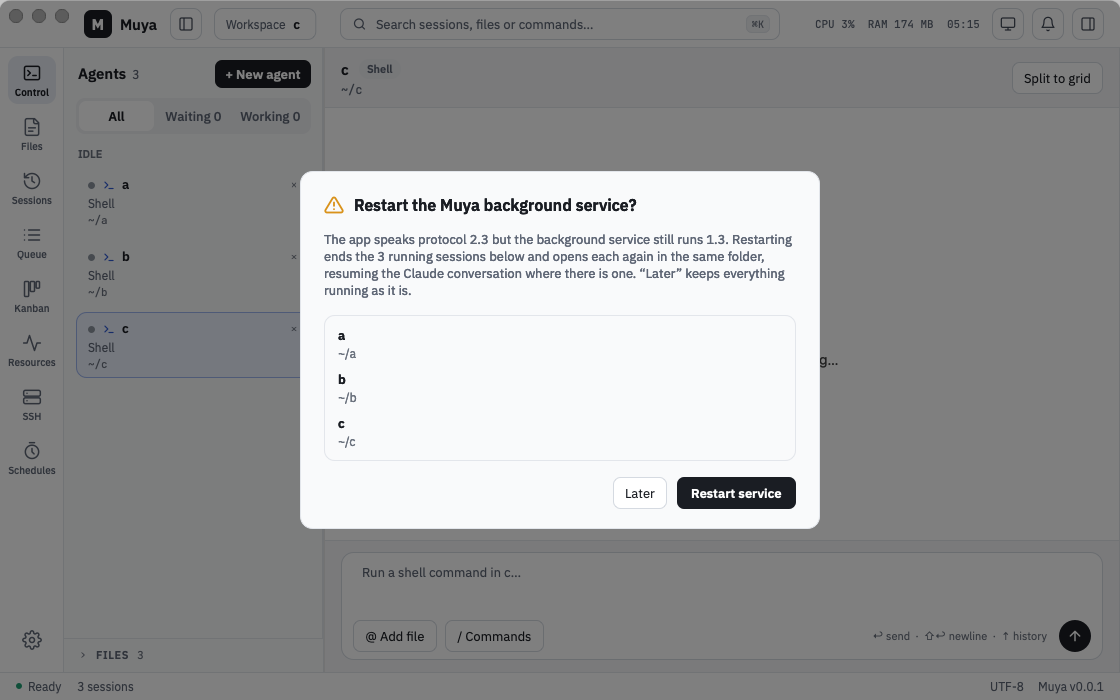 M Muya
Workspace c
Search sessions, files or commands...
⌘K
CPU 3% RAM 174 MB 05:15
Control
Files
Sessions
Queue
Kanban
Resources
SSH
Schedules
Agents 3
+ New agent
All Waiting 0 Working 0
IDLE
a
×
Shell
~/a
b
×
Shell
~/b
c
×
Shell
~/c
› FILES 3
c Shell
~/c
Split to grid
g...
Restart the Muya background service?
The app speaks protocol 2.3 but the background service still runs 1.3. Restarting
ends the 3 running sessions below and opens each again in the same folder,
resuming the Claude conversation where there is one. “Later” keeps everything
running as it is.
a
~/a
b
~/b
c
~/c
Later Restart service
Run a shell command in c...
@ Add file / Commands
↩ send · ⇧↩ newline · ↑ history
Ready 3 sessions
UTF-8 Muya v0.0.1